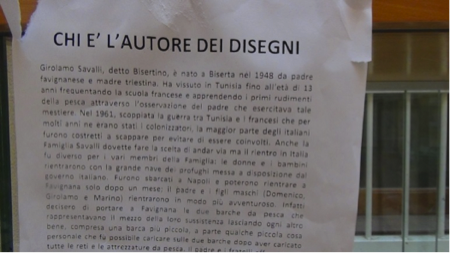 CHI E' L'AUTORE DEI DISEGNI
Girolamo Savalli, detto Bisertino, è nato a Biserta nel 1948 da padre
favignanese e madre triestina. Ha vissuto in Tunisia fino all'età di 13
anni frequentando la scuola francese e apprendendo i primi rudimenti
della pesca attraverso l'osservazione del padre che esercitava tale
mestiere. Nel 1961, scoppiata la guerra tra Tunisia e i francesi che per
molti anni ne erano stati i colonizzatori, la maggior parte degli italiani
furono costretti a scappare per evitare di essere coinvolti. Anche la
Famiglia Savalli dovette fare la scelta di andar via ma il rientro in Italia
fu diverso per i vari membri della Famiglia: le donne e i bambini
rientrarono con la grande nave dei profughi messa a disposizione dal
governo italiano. Furono sbarcati a Napoli e poterono rientrare a
Favignana solo dopo un mese; il padre e i figli maschi (Domenico,
Girolamo e Marino) rientrarono in modo più avventuroso. Infatti
decisero di portare a Favignana le due barche da pesca che
rappresentavano il mezzo della loro sussistenza lasciando ogni altro
bene, compresa una barca più piccola, a parte qualche piccola cosa
personale che fu possibile caricare sulle due barche dopo aver caricato
tutte le reti e le attrezzature da pesca. Il padre e i fratelli